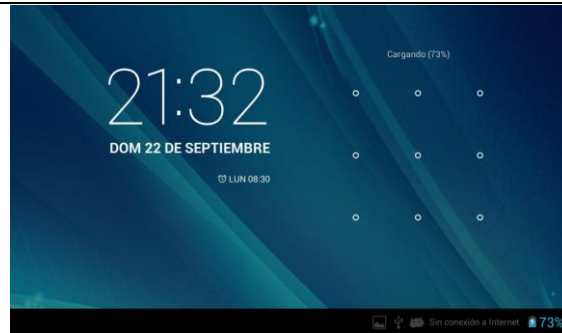 21:32
DOM 22 DE SEPTIEMBRE
LUN 08:30
Cargando (73%)
Sin conexión a Internet
73%